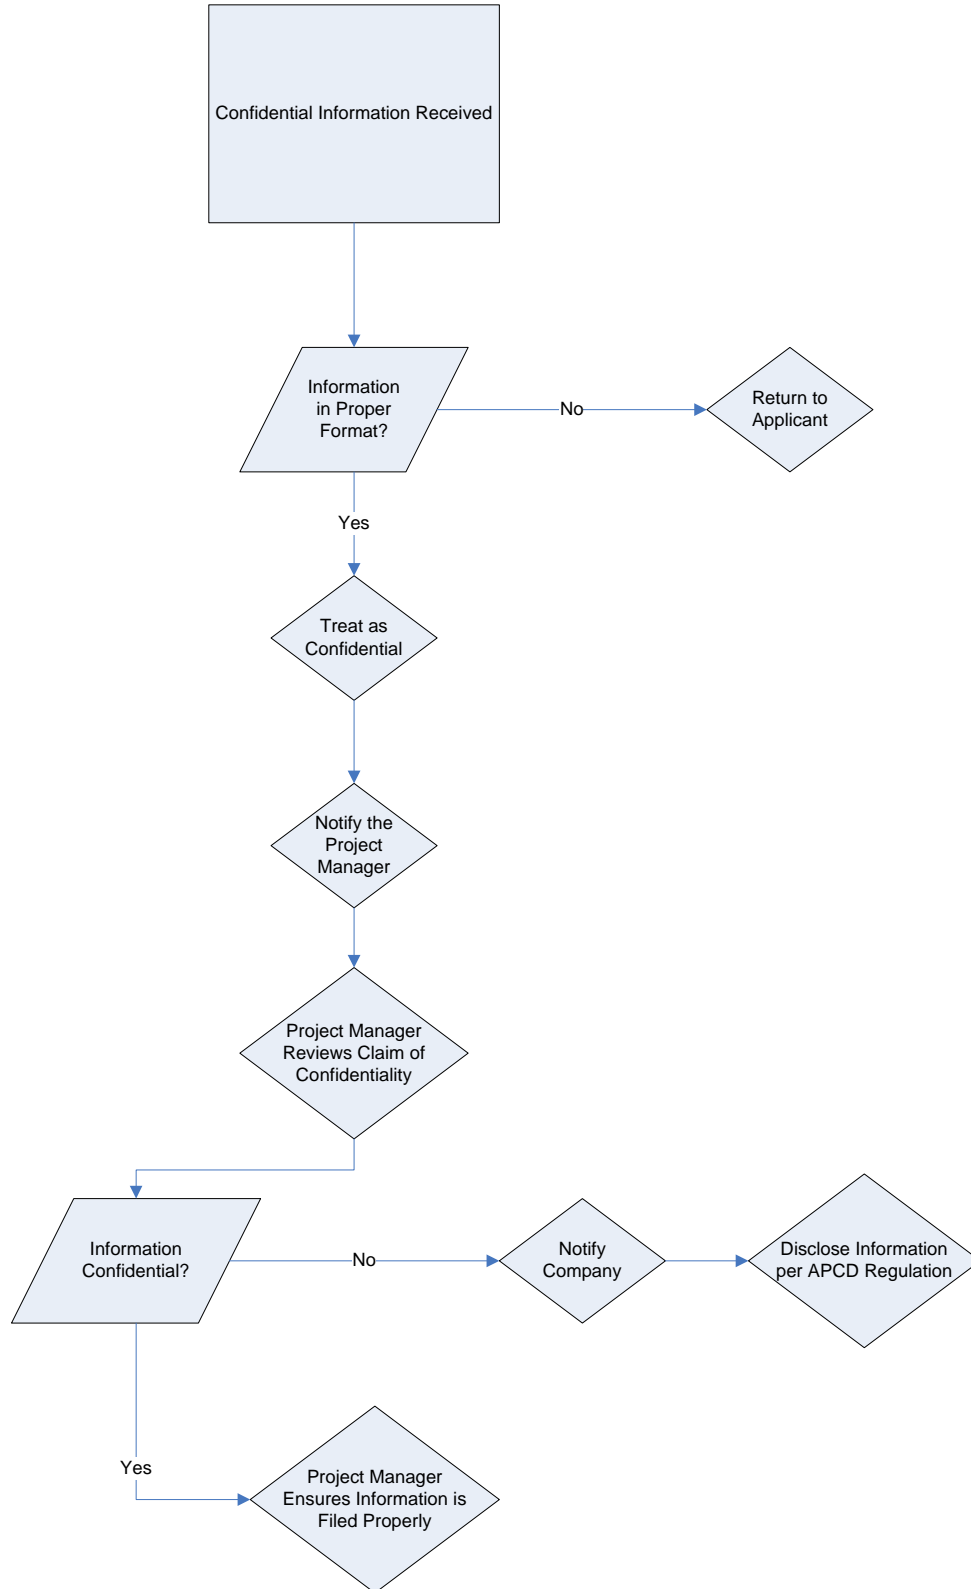 Confidential Information Received
Information
in Proper
Format?
No
Return to
Applicant
Yes
Treat as
Confidential
Notify the
Project
Manager
Project Manager
Reviews Claim of
Confidentiality
Information
Confidential?
No
Notify
Company
Disclose Information
per APCD Regulation
Yes
Project Manager
Ensures Information is
Filed Properly